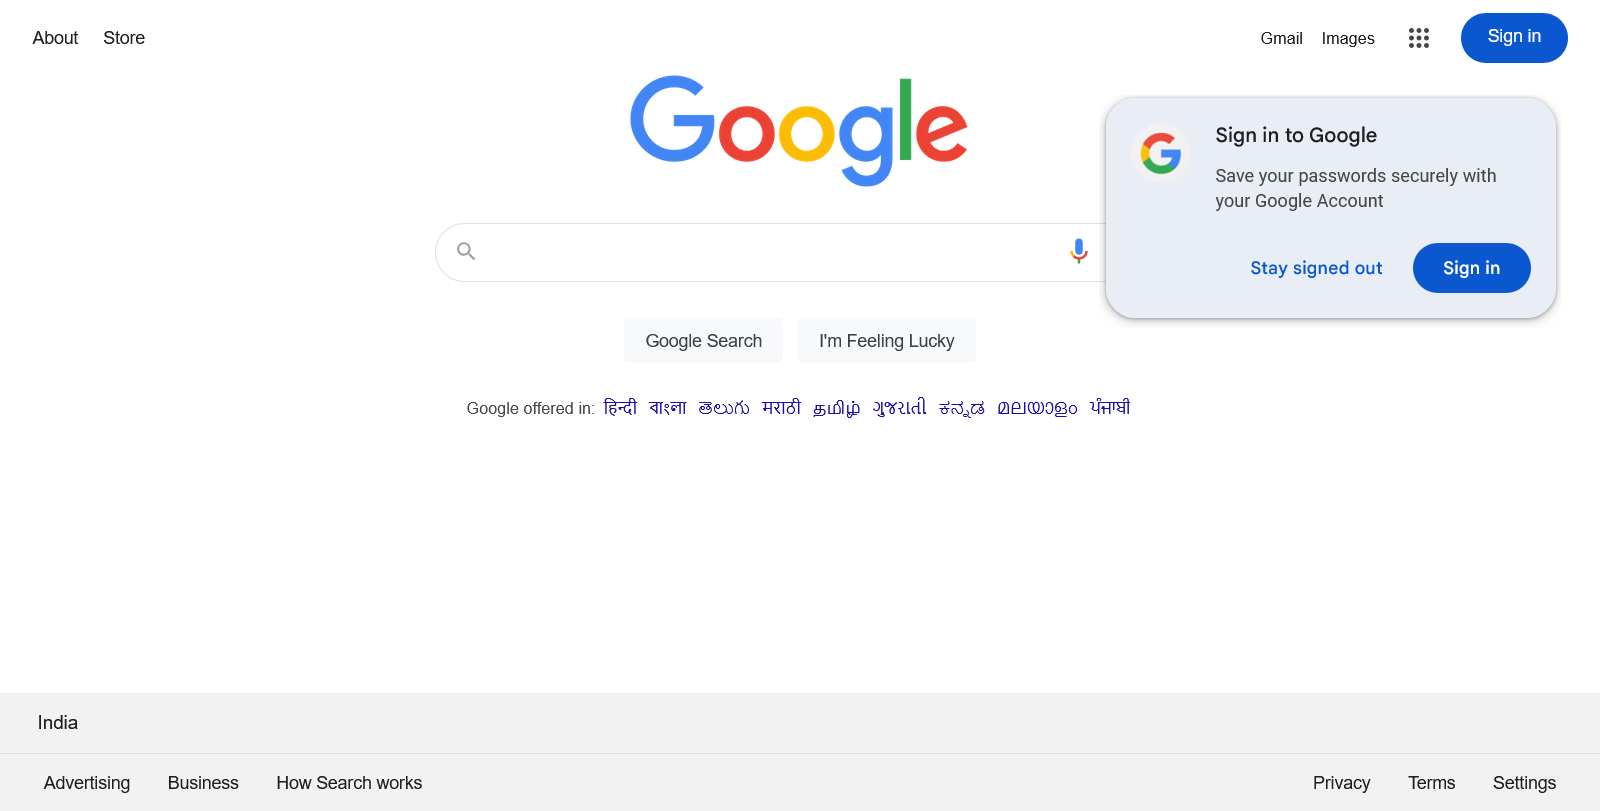 About Store Gmail Images Sign in
Google
Sign in to Google
Save your passwords securely with
your Google Account
Stay signed out Sign in
Google Search I'm Feeling Lucky
Google offered in: हिन्दी বাংলা తెలుగు मराठी தமிழ் ગુજરાતી ಕನ್ನಡ മലയാളം ਪੰਜਾਬੀ
India
Advertising Business How Search works Privacy Terms Settings